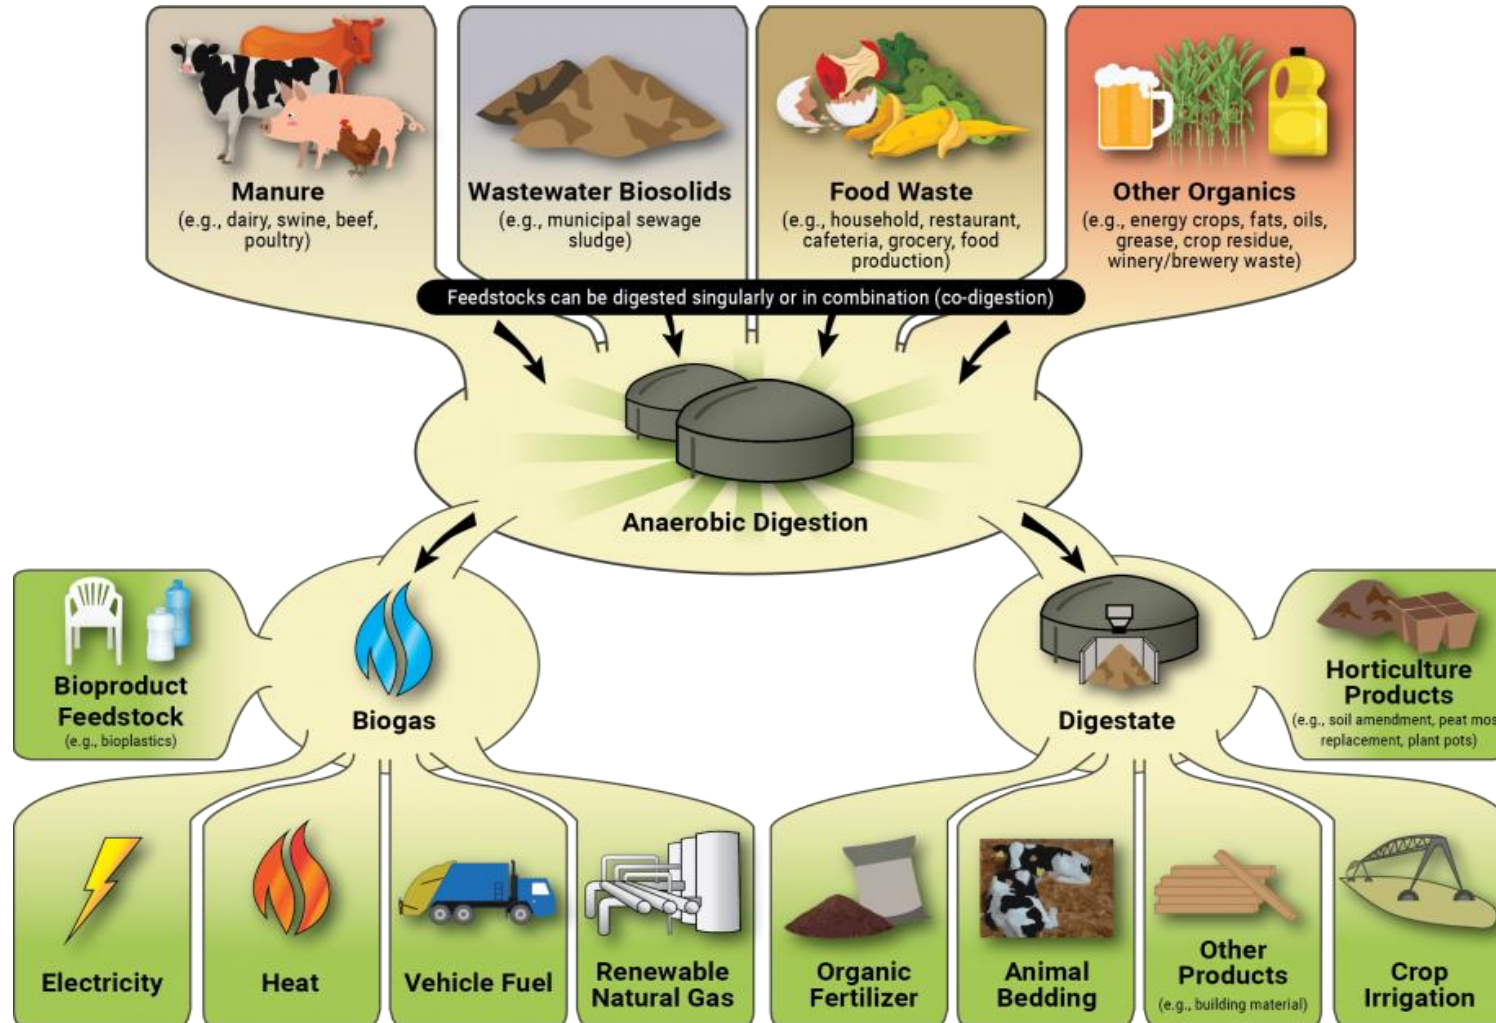 Manure
(e.g., dairy, swine, beef,
poultry)
Wastewater Biosolids
(e.g., municipal sewage
sludge)
Food Waste
(e.g., household, restaurant,
cafeteria, grocery, food
production)
Other Organics
(e.g., energy crops, fats, oils,
grease, crop residue,
winery/brewery waste)
Feedstocks can be digested singularly or in combination (co-digestion)
Anaerobic Digestion
Bioproduct
Feedstock
(e.g., bioplastics)
Biogas
Digestate
Horticulture
Products
(e.g., soil amendment, peat mos
replacement, plant pots)
Electricity
Heat
Vehicle Fuel
Renewable
Natural Gas
Organic
Fertilizer
Animal
Bedding
Other
Products
(e.g., building material)
Crop
Irrigation